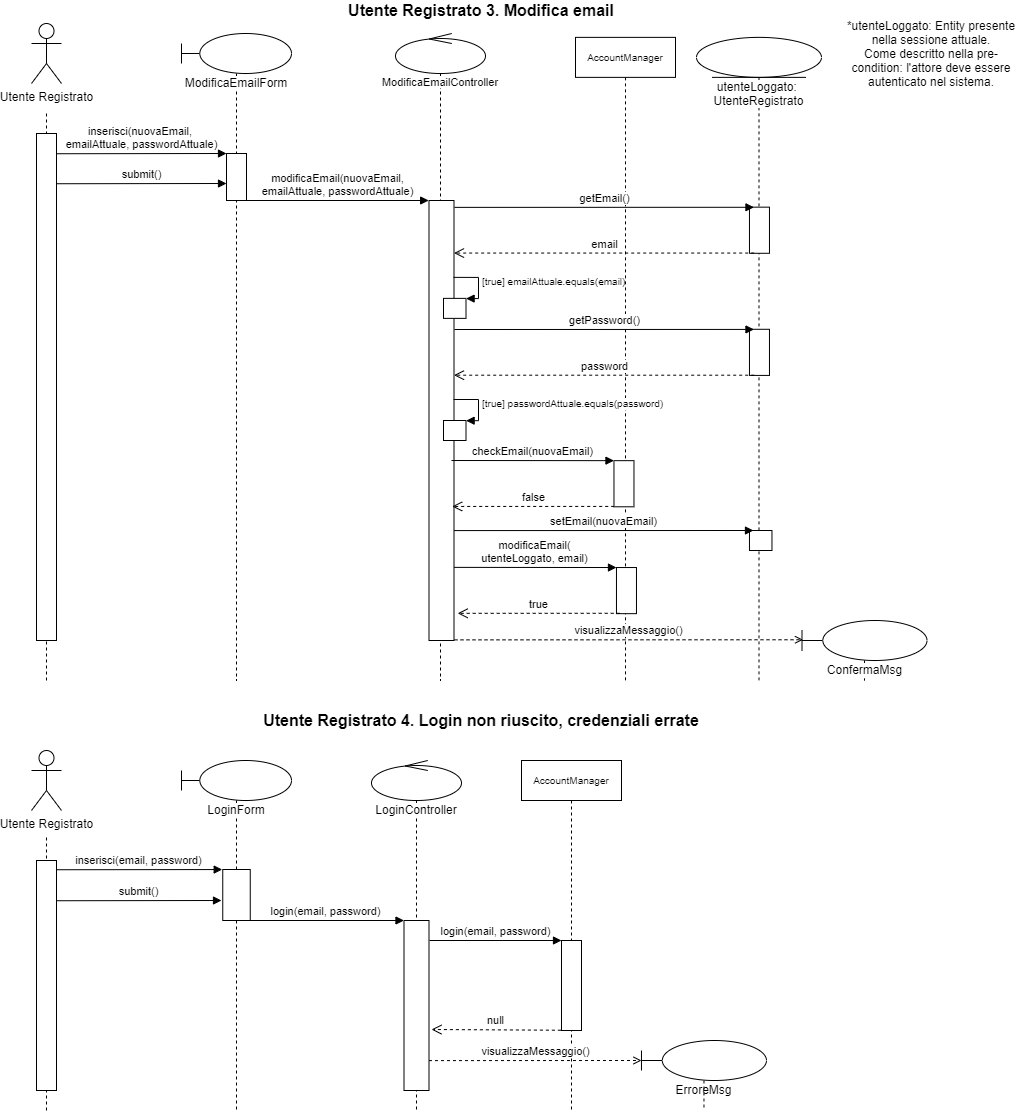 Utente Registrato 3. Modifica email
*utenteLoggato: Entity presente
nella sessione attuale.
Come descritto nella pre-
condition: l'attore deve essere
autenticato nel sistema.
Utente Registrato
ModificaEmailForm
ModificaEmailController
AccountManager
utenteLoggato:
UtenteRegistrato
inserisci(nuovaEmail,
emailAttuale, passwordAttuale)
submit()
modificaEmail(nuovaEmail,
emailAttuale, passwordAttuale)
getEmail()
email
[true] emailAttuale.equals(email)
getPassword()
password
[true] passwordAttuale.equals(password)
checkEmail(nuovaEmail)
false
setEmail(nuovaEmail)
modificaEmail(
utenteLoggato, email)
true
visualizzaMessaggio()
ConfermaMsg
Utente Registrato 4. Login non riuscito, credenziali errate
Utente Registrato
LoginForm
LoginController
AccountManager
inserisci(email, password)
submit()
login(email, password)
login(email, password)
null
visualizzaMessaggio()
ErroreMsg